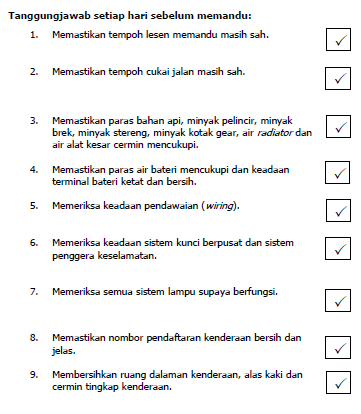 Tanggungjawab setiap hari sebelum memandu:
1. Memastikan tempoh lesen memandu masih sah.
2. Memastikan tempoh cukai jalan masih sah.
3. Memastikan paras bahan api, minyak pelincir, minyak
brek, minyak stereng, minyak kotak gear, air radiator dan
air alat kesar cermin mencukupi.
4. Memastikan paras air bateri mencukupi dan keadaan
terminal bateri ketat dan bersih.
5. Memeriksa keadaan pendawaian (wiring).
6. Memeriksa keadaan sistem kunci berpusat dan sistem
penggera keselamatan.
7. Memeriksa semua sistem lampu supaya berfungsi.
8. Memastikan nombor pendaftaran kenderaan bersih dan
jelas.
9. Membersihkan ruang dalaman kenderaan, alas kaki dan
cermin tingkap kenderaan.